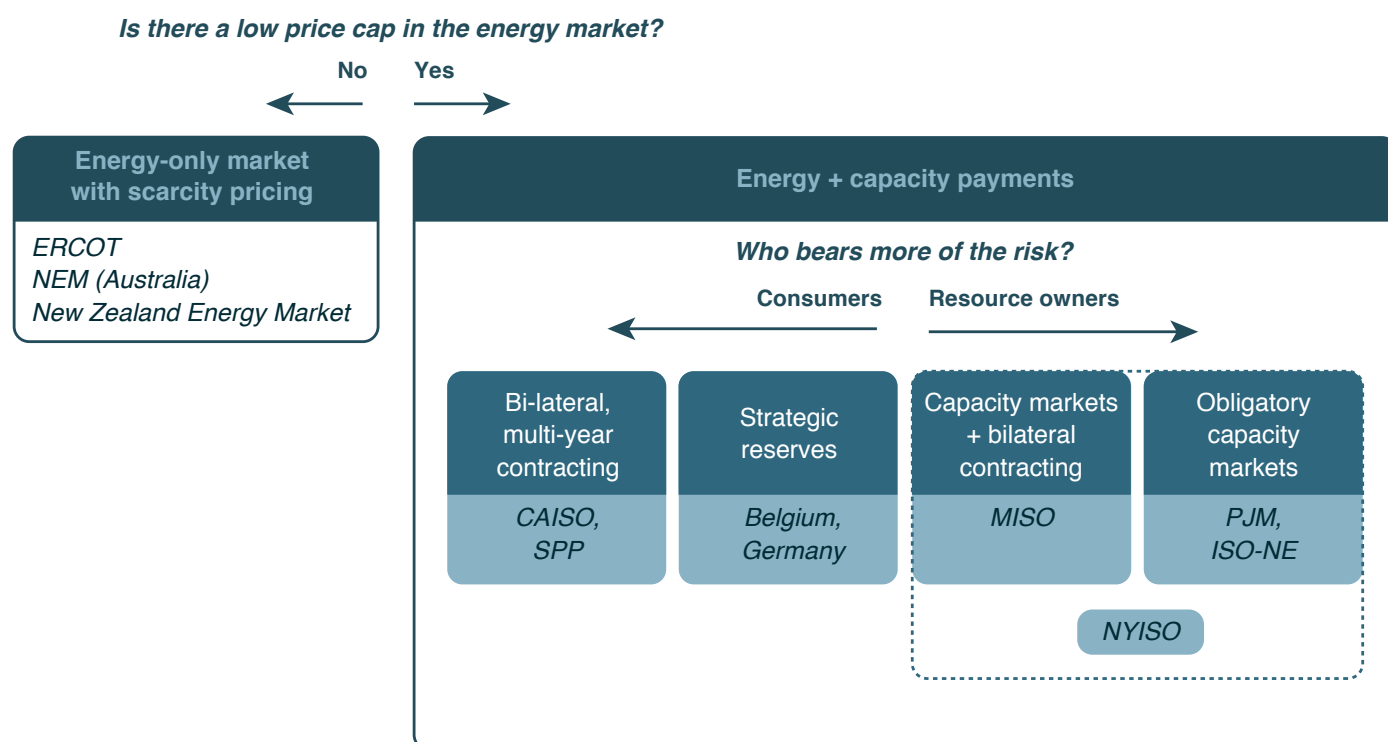 Is there a low price cap in the energy market?
No
Yes
Energy-only market
with scarcity pricing
ERCOT
NEM (Australia)
New Zealand Energy Market
Energy + capacity payments
Who bears more of the risk?
Consumers
Resource owners
Bi-lateral,
multi-year
contracting
CAISO,
SPP
Strategic
reserves
Belgium,
Germany
Capacity markets
+ bilateral
contracting
MISO
Obligatory
capacity
markets
PJM,
ISO-NE
NYISO